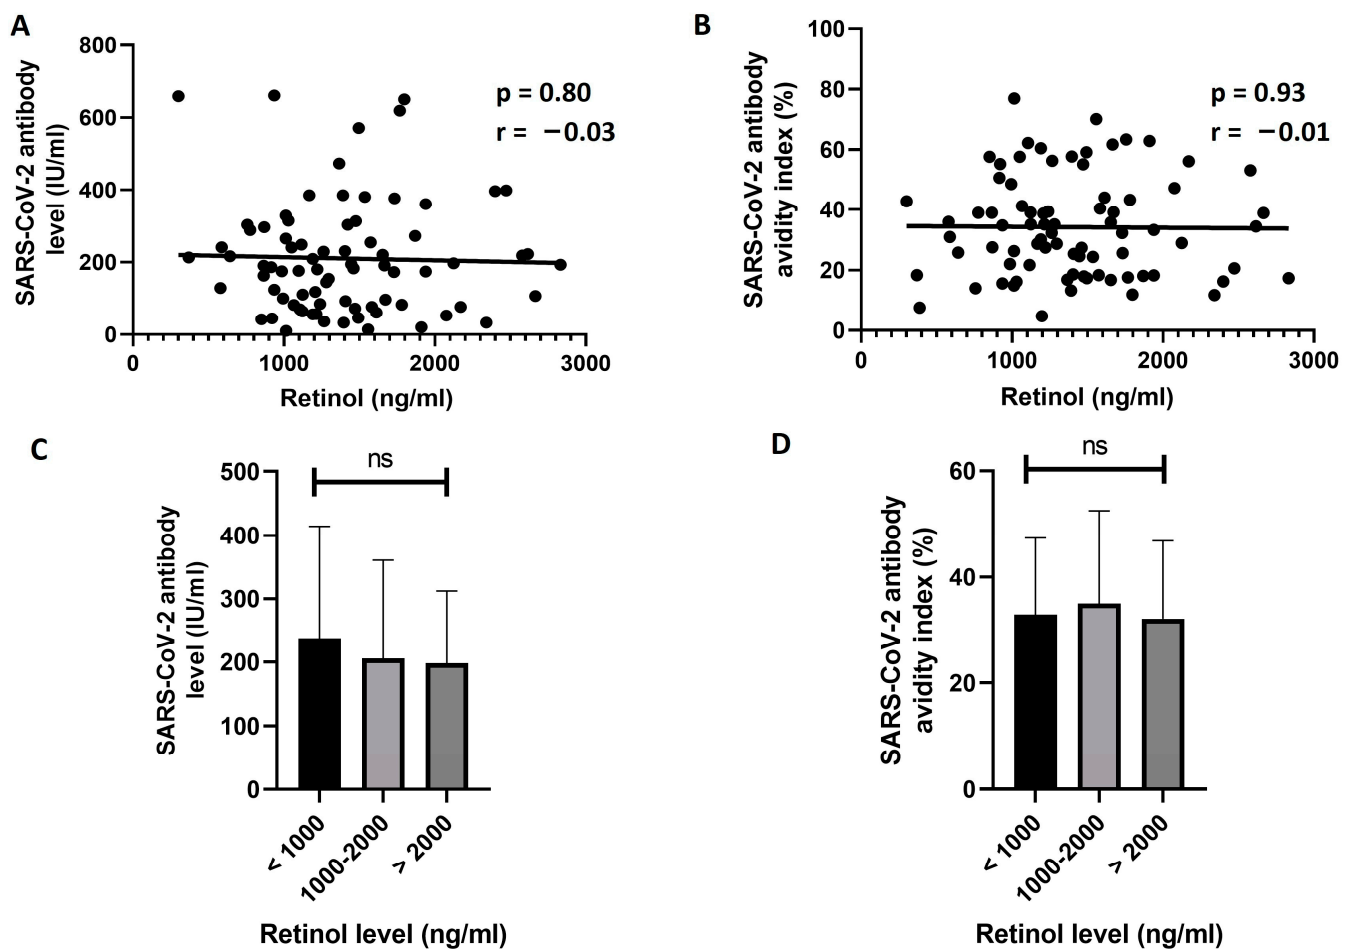 A
SARS-CoV-2 antibody
level (IU/ml)
800
600
400
200
0
0 1000 2000 3000
Retinol (ng/ml)
p = 0.80
r = −0.03
B
SARS-CoV-2 antibody
avidity index (%)
100
80
60
40
20
0
0 1000 2000 3000
Retinol (ng/ml)
p = 0.93
r = −0.01
C
SARS-CoV-2 antibody
level (IU/ml)
500
400
300
200
100
0
ns
< 1000
1000-2000
> 2000
Retinol level (ng/ml)
D
SARS-CoV-2 antibody
avidity index (%)
60
40
20
0
ns
< 1000
1000-2000
> 2000
Retinol level (ng/ml)